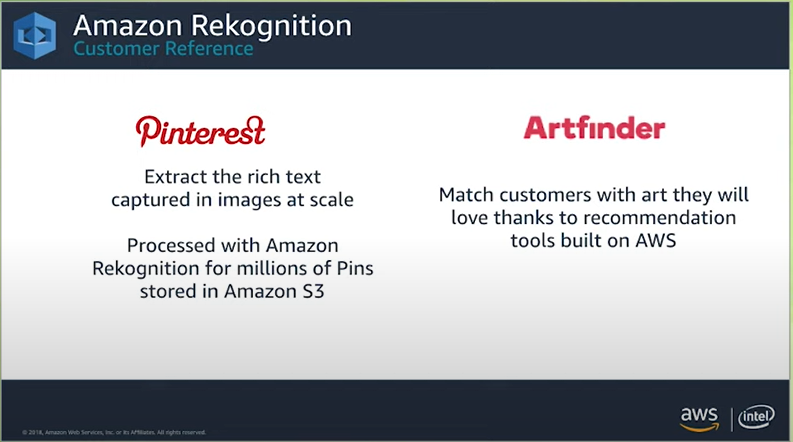 Amazon Rekognition
Customer Reference
Pinterest
Extract the rich text
captured in images at scale
Processed with Amazon
Rekognition for millions of Pins
stored in Amazon S3
Artfinder
Match customers with art they will
love thanks to recommendation
tools built on AWS
© 2018, Amazon Web Services, Inc. or its Affiliates. All rights reserved.
aws
intel